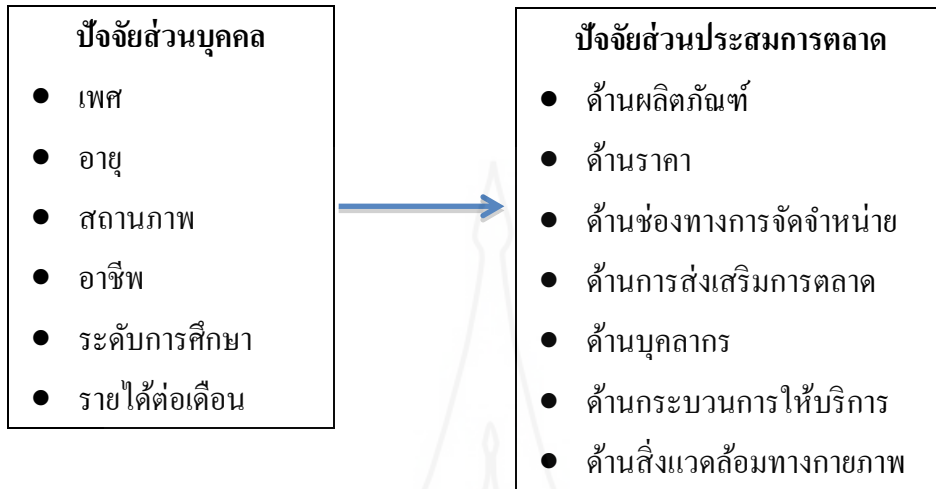 ปัจจัยส่วนบุคคล
● เพศ
● อายุ
● สถานภาพ
● อาชีพ
● ระดับการศึกษา
● รายได้ต่อเดือน
ปัจจัยส่วนประสมการตลาด
● ด้านผลิตภัณฑ์
● ด้านราคา
● ด้านช่องทางการจัดจำหน่าย
● ด้านการส่งเสริมการตลาด
● ด้านบุคลากร
● ด้านกระบวนการให้บริการ
● ด้านสิ่งแวดล้อมทางกายภาพ